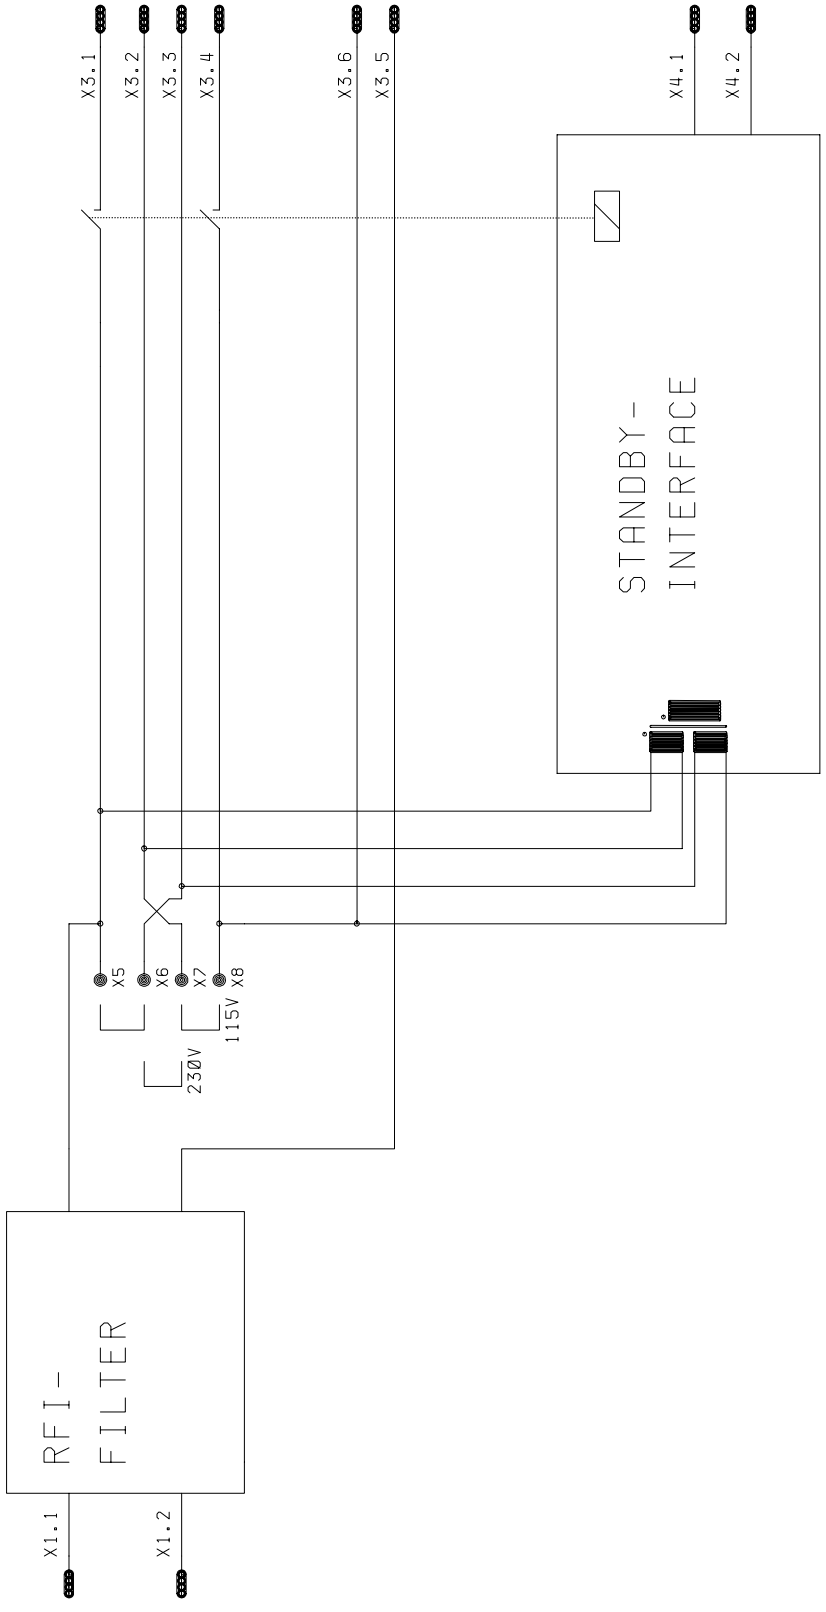 X3.1
X3.2
X3.3
X3.4
X3.6
X3.5
X4.1
X4.2
STANDBY-
INTERFACE
X5
X6
X7
X8
115V
230V
RFI-
FILTER
X1.1
X1.2